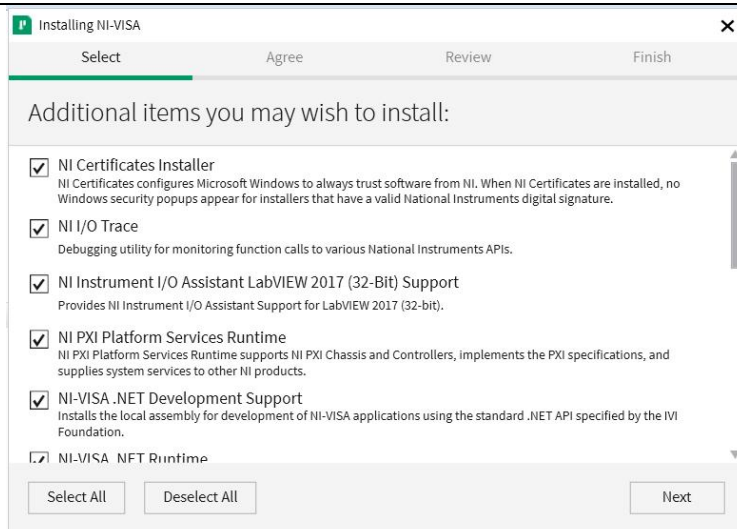 Installing NI-VISA
Select
Agree
Review
Finish
Additional items you may wish to install:
NI Certificates Installer
NI Certificates configures Microsoft Windows to always trust software from NI. When NI Certificates are installed, no
Windows security popups appear for installers that have a valid National Instruments digital signature.
NI I/O Trace
Debugging utility for monitoring function calls to various National Instruments APIs.
NI Instrument I/O Assistant LabVIEW 2017 (32-Bit) Support
Provides NI Instrument I/O Assistant Support for LabVIEW 2017 (32-bit).
NI PXI Platform Services Runtime
NI PXI Platform Services Runtime supports NI PXI Chassis and Controllers, implements the PXI specifications, and
supplies system services to other NI products.
NI-VISA .NET Development Support
Installs the local assembly for development of NI-VISA applications using the standard .NET API specified by the IVI
Foundation.
NI-VISA .NET Runtime
Select All
Deselect All
Next